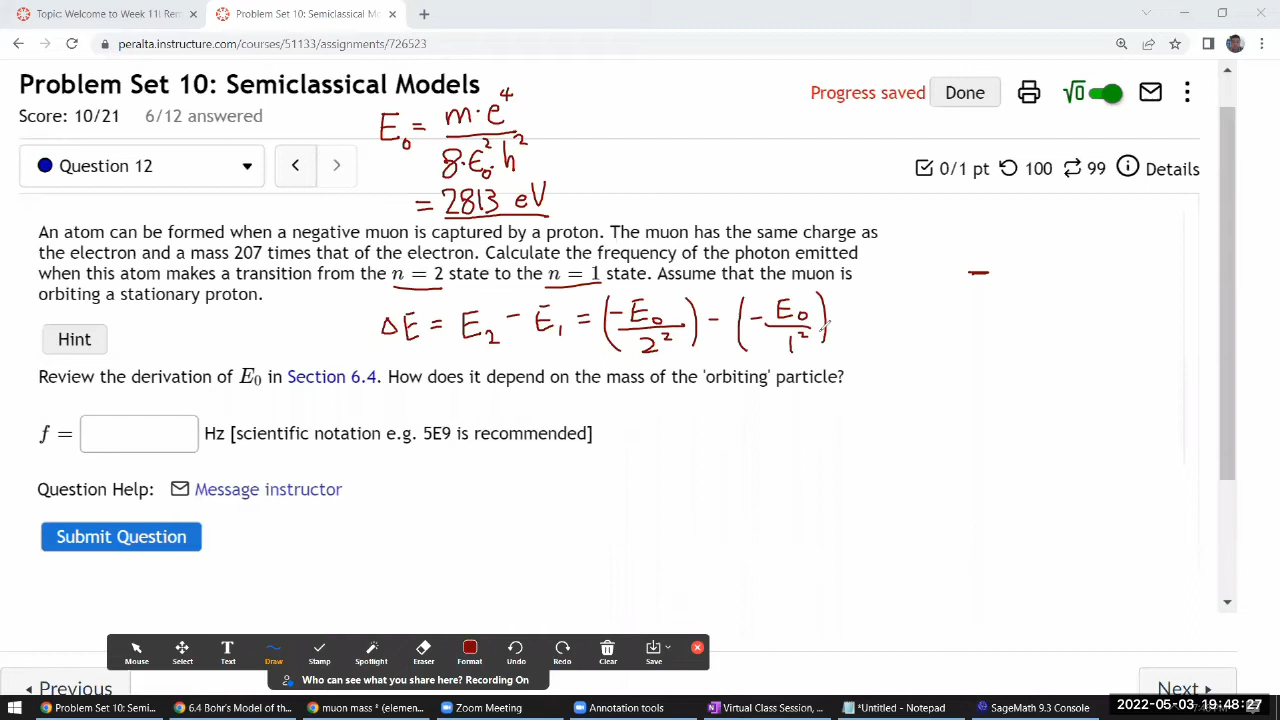 Topic: Welcome to Week 11! Rem
Problem Set 10: Semiclassical Models
peralta.instructure.com/courses/51133/assignments/726523
Problem Set 10: Semiclassical Models
Progress saved
Done
√0
Score: 10/21 6/12 answered
E₀ = m·e⁴ / 8·ε₀²·h²
= 2813 eV
Question 12
0/1 pt 100 99 Details
An atom can be formed when a negative muon is captured by a proton. The muon has the same charge as
the electron and a mass 207 times that of the electron. Calculate the frequency of the photon emitted
when this atom makes a transition from the n = 2 state to the n = 1 state. Assume that the muon is
orbiting a stationary proton.
ΔE = E₂ - E₁ = (-E₀/2²) - (-E₀/1²)
Hint
Review the derivation of E₀ in Section 6.4. How does it depend on the mass of the 'orbiting' particle?
f = Hz [scientific notation e.g. 5E9 is recommended]
Question Help: Message instructor
Submit Question
Mouse Select Text Draw Stamp Spotlight Eraser Format Undo Redo Clear Save
Who can see what you share here? Recording On
Previous
Next
Problem Set 10: Sem
6.4 Bohr's Model of th
muon mass * (elemen
Zoom Meeting
Annotation tools
Virtual Class Session,
*Untitled - Notepad
SageMath 9.3 Console
2022-05-03 19:48:27